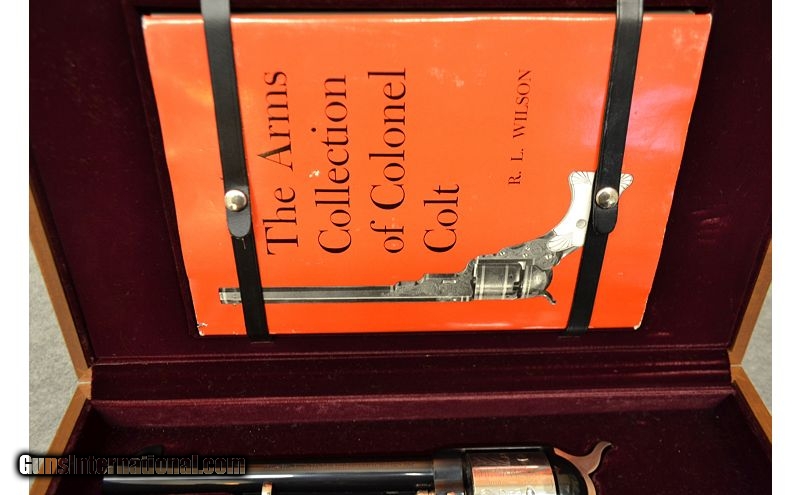 The Arms
Collection
of Colonel
Colt
R. L. WILSON
GunsInternational.com